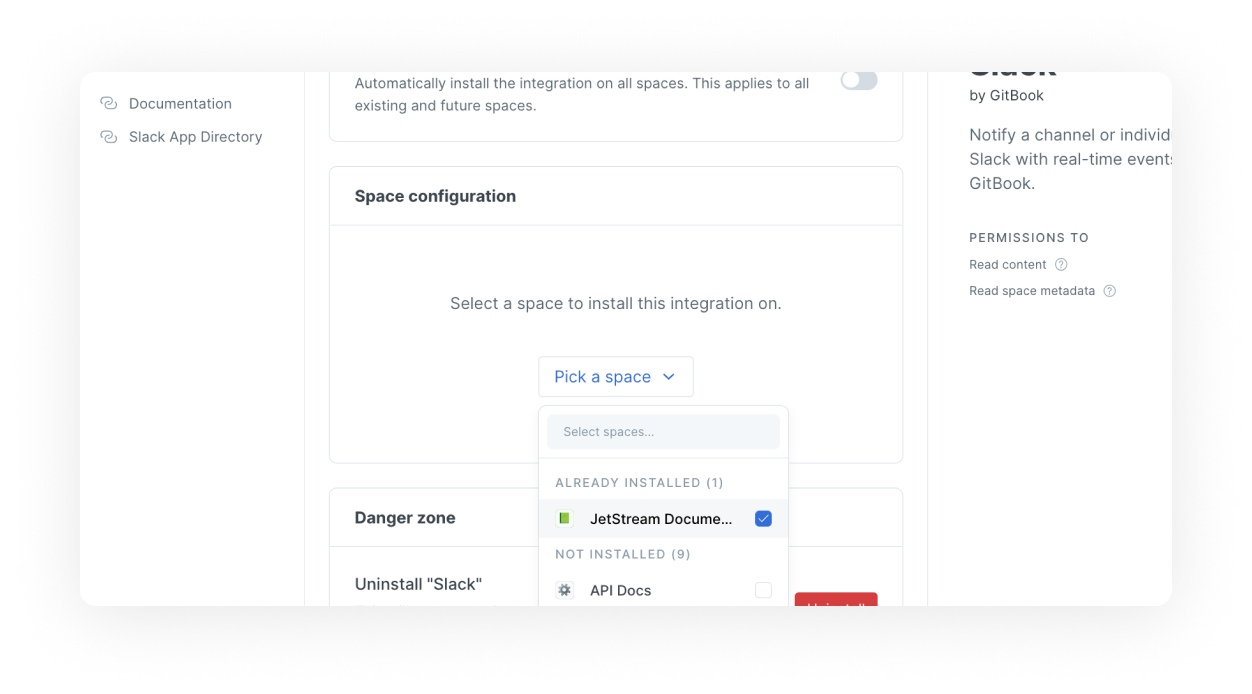 Documentation
Slack App Directory
Automatically install the integration on all spaces. This applies to all
existing and future spaces.
Space configuration
Select a space to install this integration on.
Pick a space
Select spaces...
ALREADY INSTALLED (1)
JetStream Docume...
NOT INSTALLED (9)
API Docs
Danger zone
Uninstall "Slack"
Uninstall
Slack
by GitBook
Notify a channel or individ
Slack with real-time events
GitBook.
PERMISSIONS TO
Read content
Read space metadata